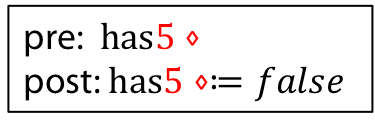 pre: has5 ◊
post: has5 ◊:= false